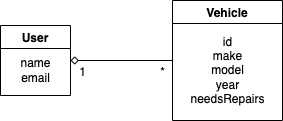 User
name
email
1
*
Vehicle
id
make
model
year
needsRepairs